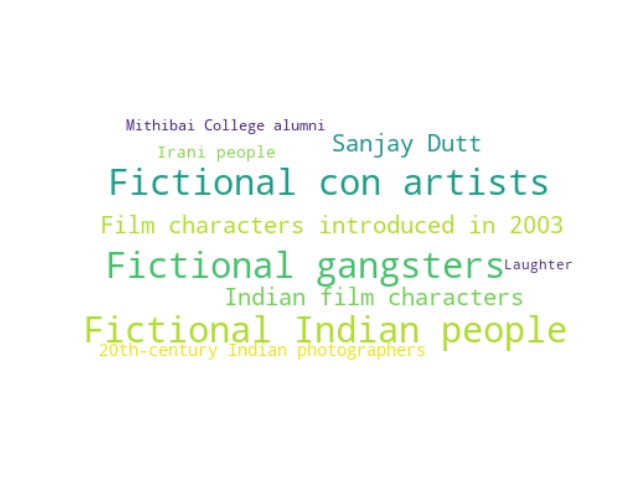 Mithibai College alumni
Sanjay Dutt
Irani people
Fictional con artists
Film characters introduced in 2003
Fictional gangsters
Laughter
Indian film characters
Fictional Indian people
20th-century Indian photographers